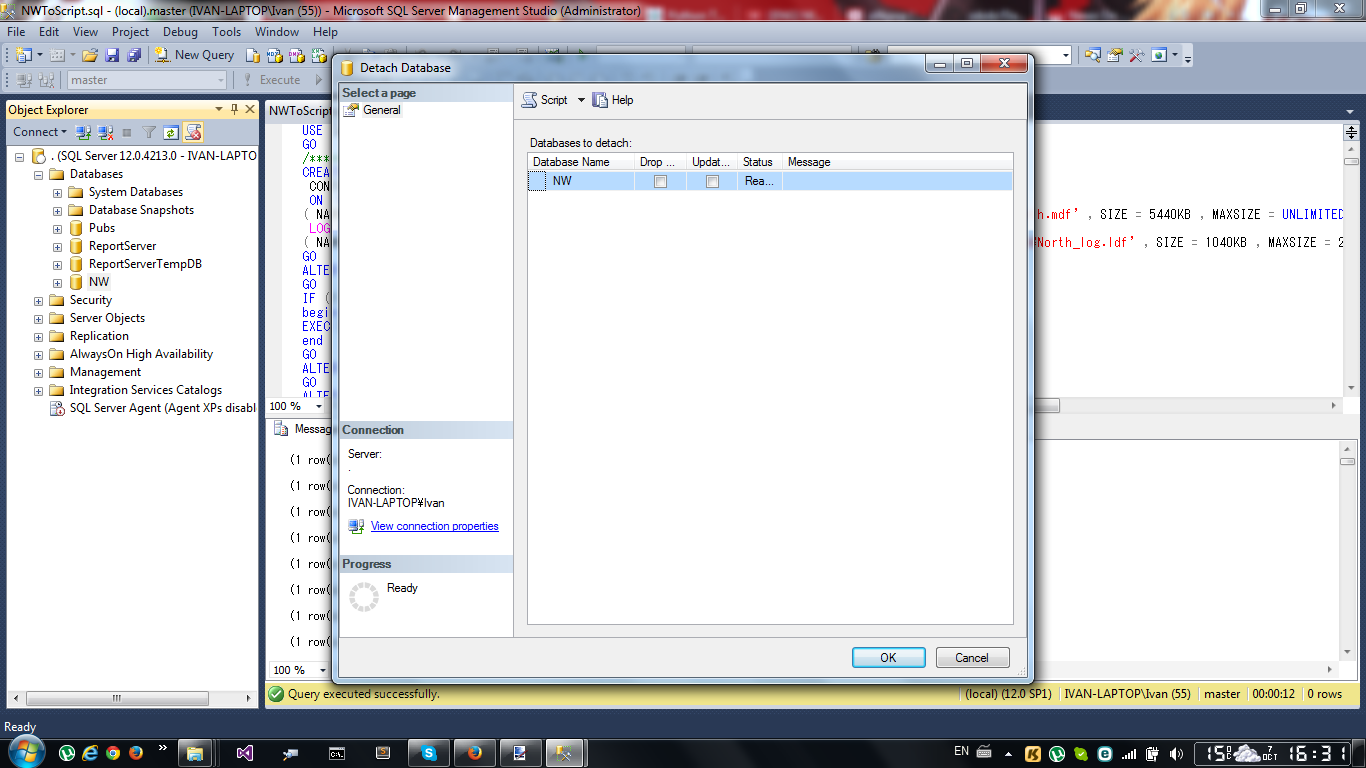 NWToScript.sql - (local).master (IVAN-LAPTOP\Ivan (55)) - Microsoft SQL Server Management Studio (Administrator)
File Edit View Project Debug Tools Window Help
New Query
master
Execute
Object Explorer
Connect
. (SQL Server 12.0.4213.0 - IVAN-LAPTO
Databases
System Databases
Database Snapshots
Pubs
ReportServer
ReportServerTempDB
NW
Security
Server Objects
Replication
AlwaysOn High Availability
Management
Integration Services Catalogs
SQL Server Agent (Agent XPs disabl
NWToScript
USE
GO
/***
CREA
CON
ON
( NA
h.mdf' , SIZE = 5440KB , MAXSIZE = UNLIMITED
LOG
( NA
North_log.ldf' , SIZE = 1040KB , MAXSIZE = 2
GO
ALTE
GO
IF (
begi
EXEC
end
GO
ALTE
GO
ALTE
100 %
Messag
(1 row(
(1 row(
(1 row(
(1 row(
(1 row(
(1 row(
(1 row(
(1 row(
100 %
Detach Database
Select a page
General
Script
Help
Databases to detach:
Database Name Drop ... Updat... Status Message
NW Rea...
Connection
Server:
.
Connection:
IVAN-LAPTOP¥Ivan
View connection properties
Progress
Ready
OK
Cancel
Query executed successfully.
(local) (12.0 SP1) IVAN-LAPTOP\Ivan (55) master 00:00:12 0 rows
Ready
EN
15
7
OCT
16:31